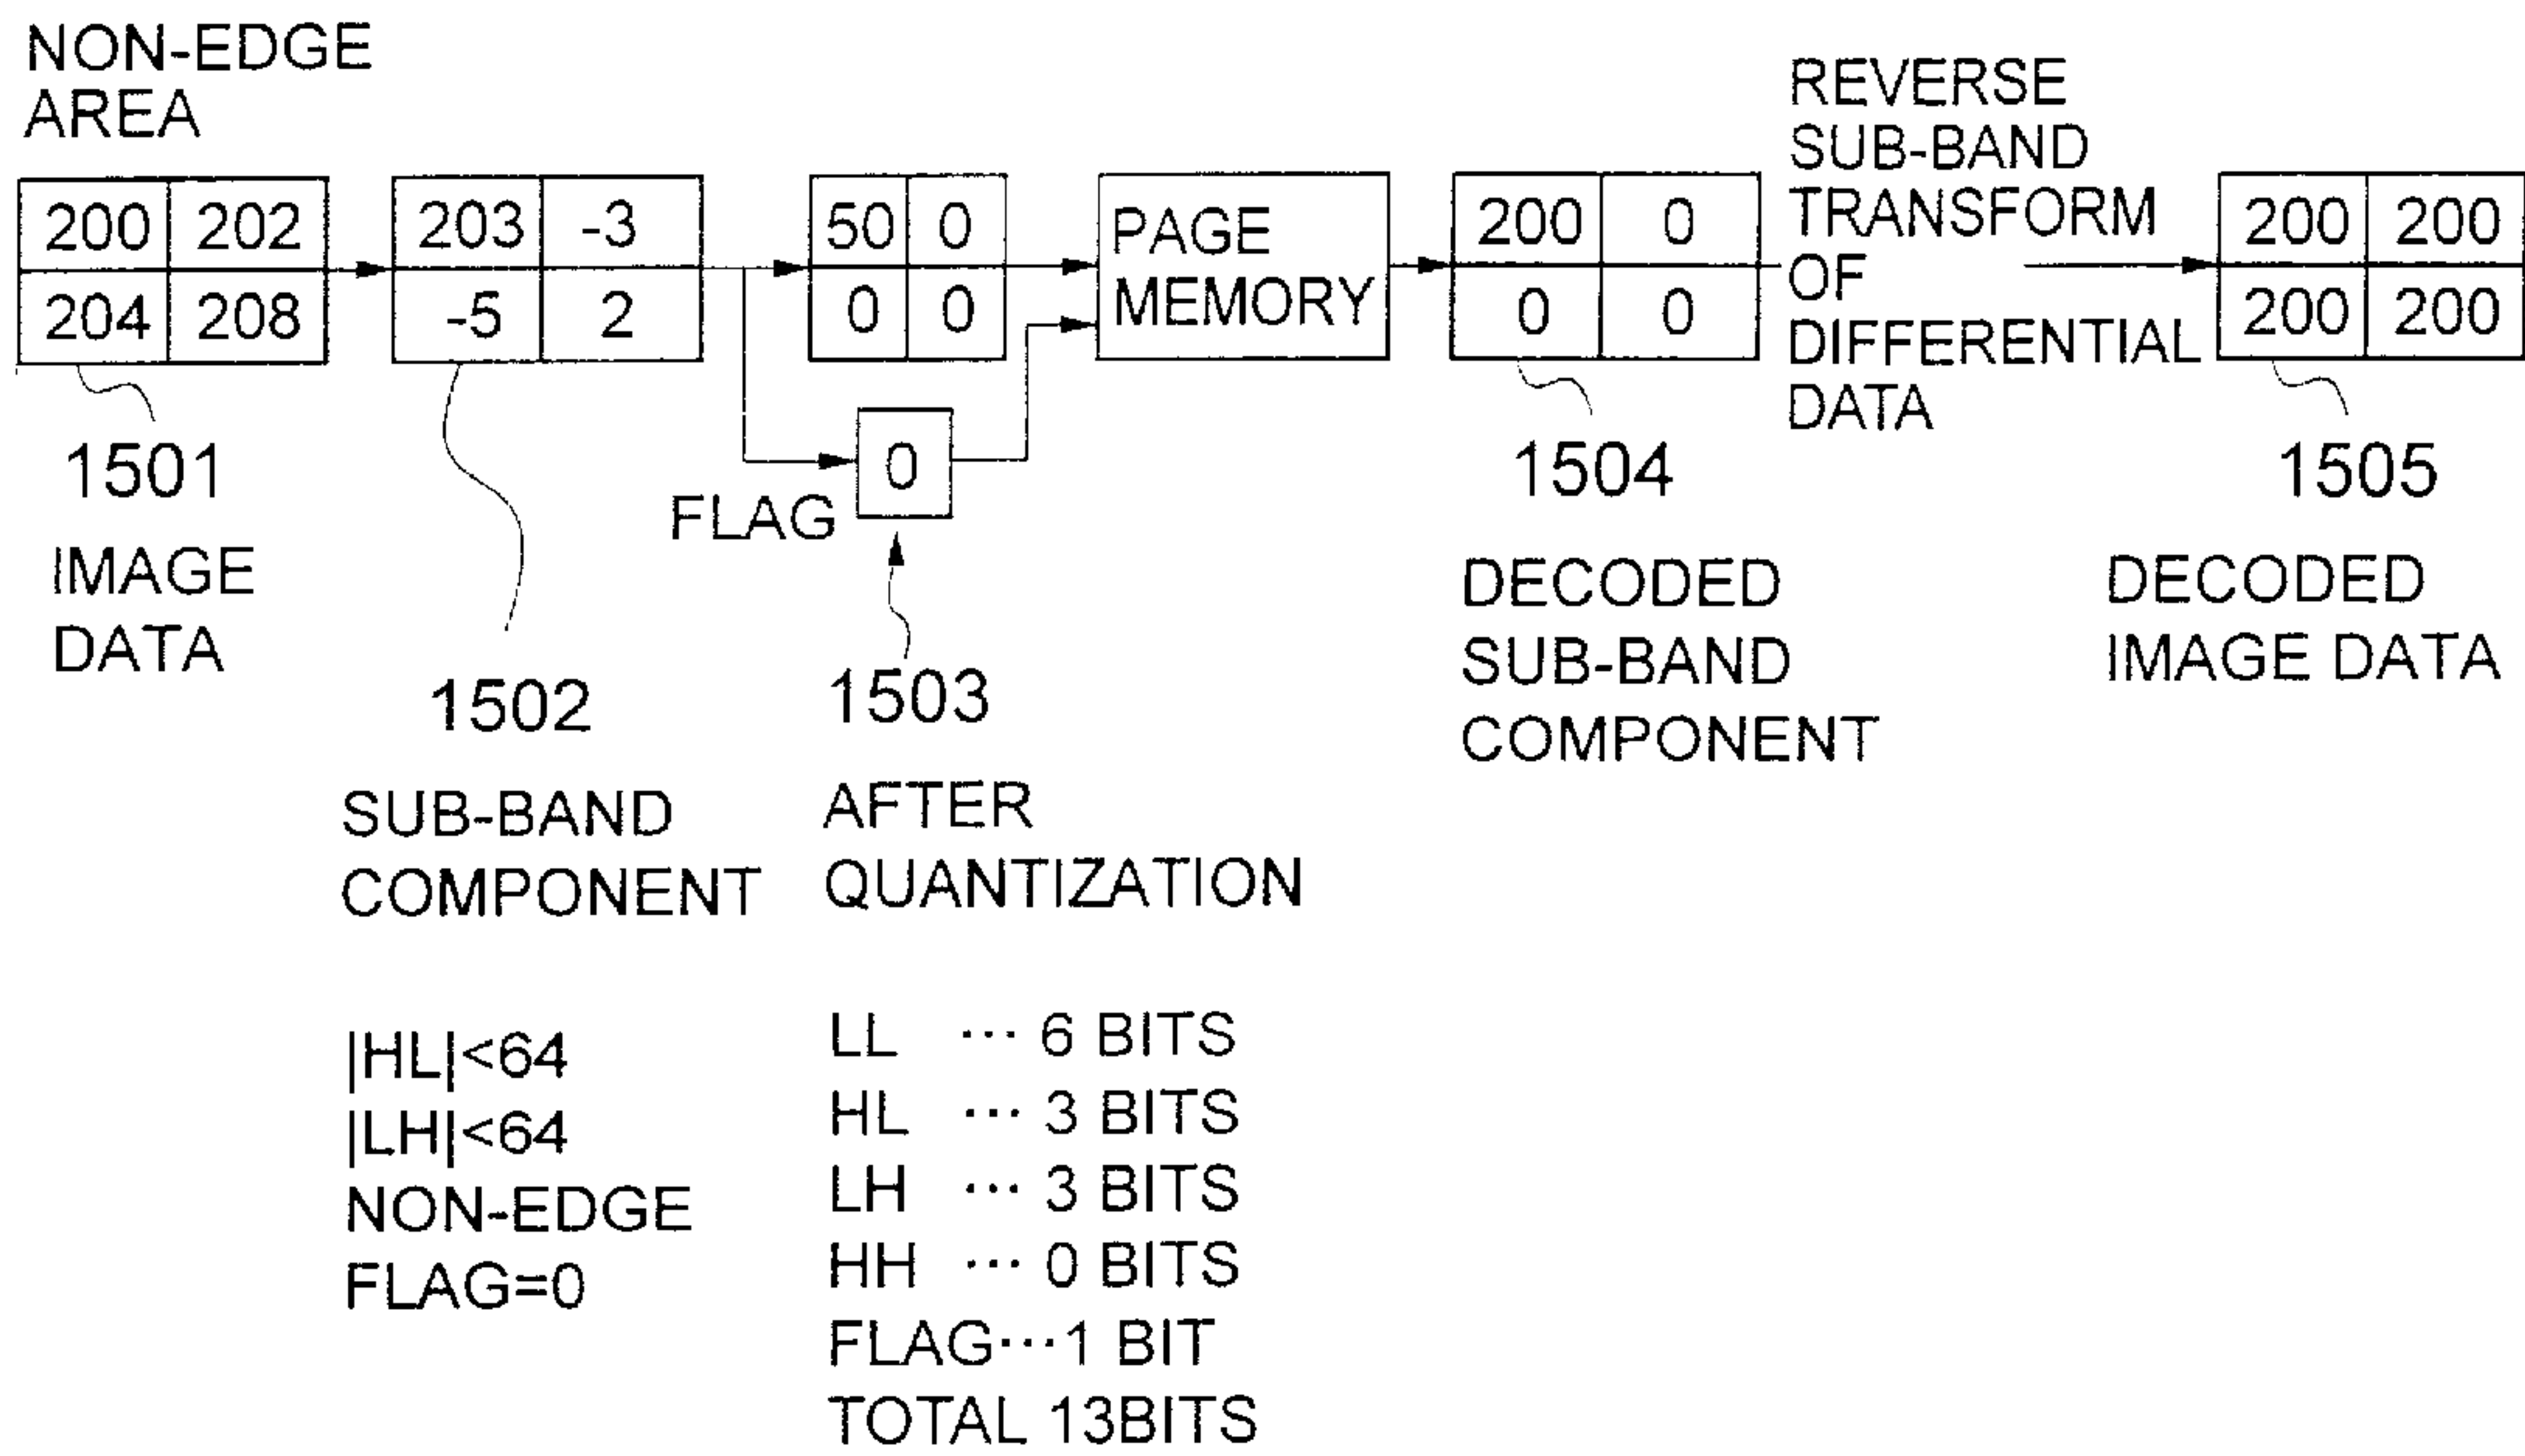 NON-EDGE
AREA
200 202
204 208
203 -3
-5 2
50 0
0 0
PAGE
MEMORY
200 0
0 0
REVERSE
SUB-BAND
TRANSFORM
OF
DIFFERENTIAL
DATA
200 200
200 200
FLAG
0
1501
IMAGE
DATA
1502
SUB-BAND
COMPONENT
1503
AFTER
QUANTIZATION
1504
DECODED
SUB-BAND
COMPONENT
1505
DECODED
IMAGE DATA
|HL|<64
|LH|<64
NON-EDGE
FLAG=0
LL ··· 6 BITS
HL ··· 3 BITS
LH ··· 3 BITS
HH ··· 0 BITS
FLAG···1 BIT
TOTAL 13BITS